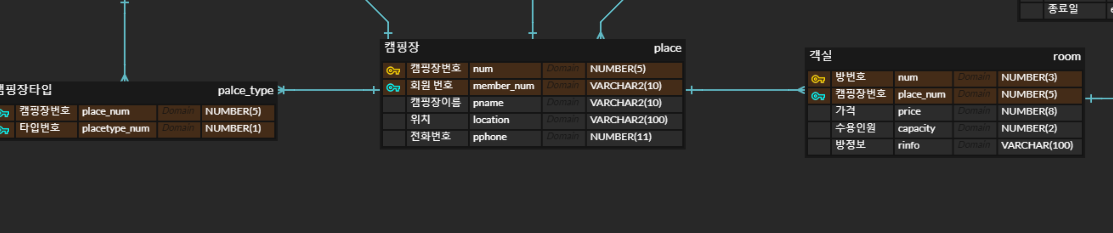 종료일
캠핑장 place
캠핑장번호 num Domain NUMBER(5)
회원 번호 member_num Domain VARCHAR2(10)
캠핑장이름 pname Domain VARCHAR2(10)
위치 location Domain VARCHAR2(100)
전화번호 pphone Domain NUMBER(11)
객실 room
방번호 num Domain NUMBER(3)
캠핑장번호 place_num Domain NUMBER(5)
가격 price Domain NUMBER(8)
수용인원 capacity Domain NUMBER(2)
방정보 rinfo Domain VARCHAR(100)
캠핑장타입 palce_type
캠핑장번호 place_num Domain NUMBER(5)
타입번호 placetype_num Domain NUMBER(1)